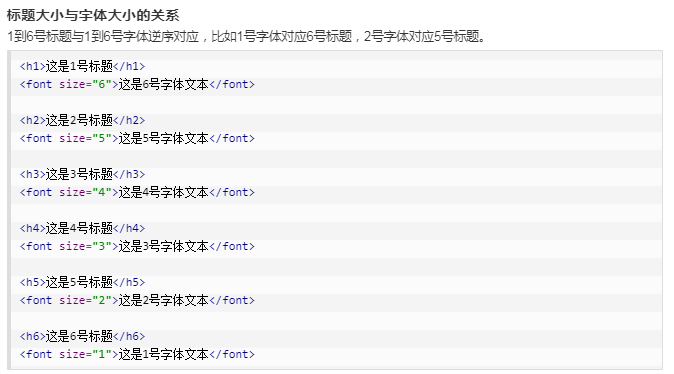 标题大小与字体大小的关系
1到6号标题与1到6号字体逆序对应，比如1号字体对应6号标题，2号字体对应5号标题。
<h1>这是1号标题</h1>
<font size="6">这是6号字体文本</font>
<h2>这是2号标题</h2>
<font size="5">这是5号字体文本</font>
<h3>这是3号标题</h3>
<font size="4">这是4号字体文本</font>
<h4>这是4号标题</h4>
<font size="3">这是3号字体文本</font>
<h5>这是5号标题</h5>
<font size="2">这是2号字体文本</font>
<h6>这是6号标题</h6>
<font size="1">这是1号字体文本</font>